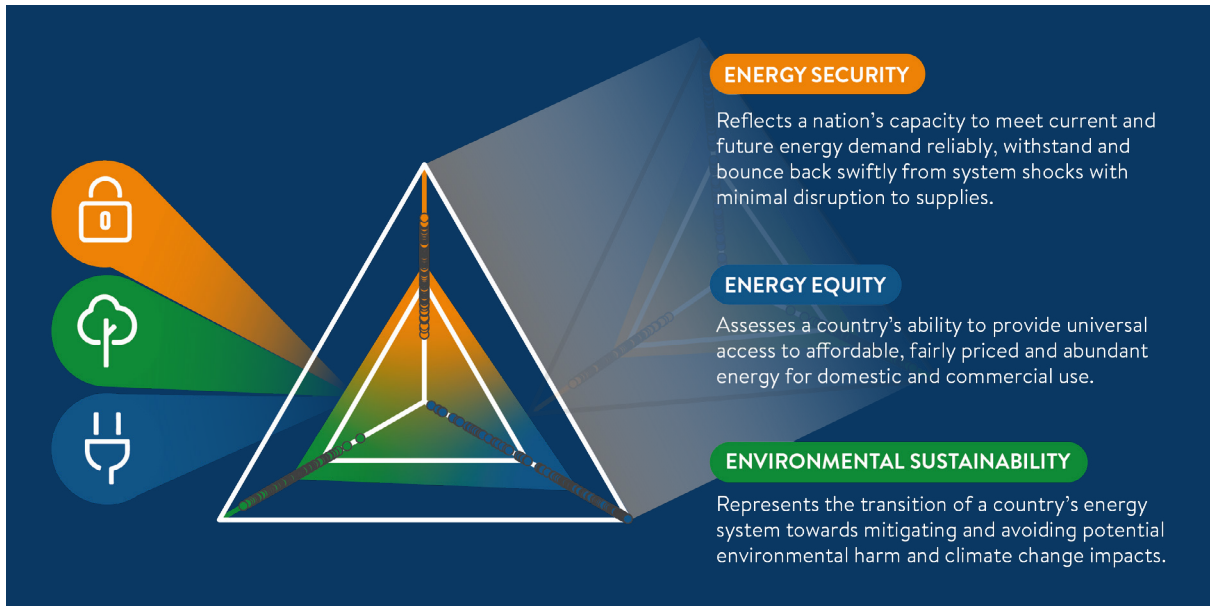 ENERGY SECURITY
Reflects a nation's capacity to meet current and
future energy demand reliably, withstand and
bounce back swiftly from system shocks with
minimal disruption to supplies.
ENERGY EQUITY
Assesses a country's ability to provide universal
access to affordable, fairly priced and abundant
energy for domestic and commercial use.
ENVIRONMENTAL SUSTAINABILITY
Represents the transition of a country's energy
system towards mitigating and avoiding potential
environmental harm and climate change impacts.